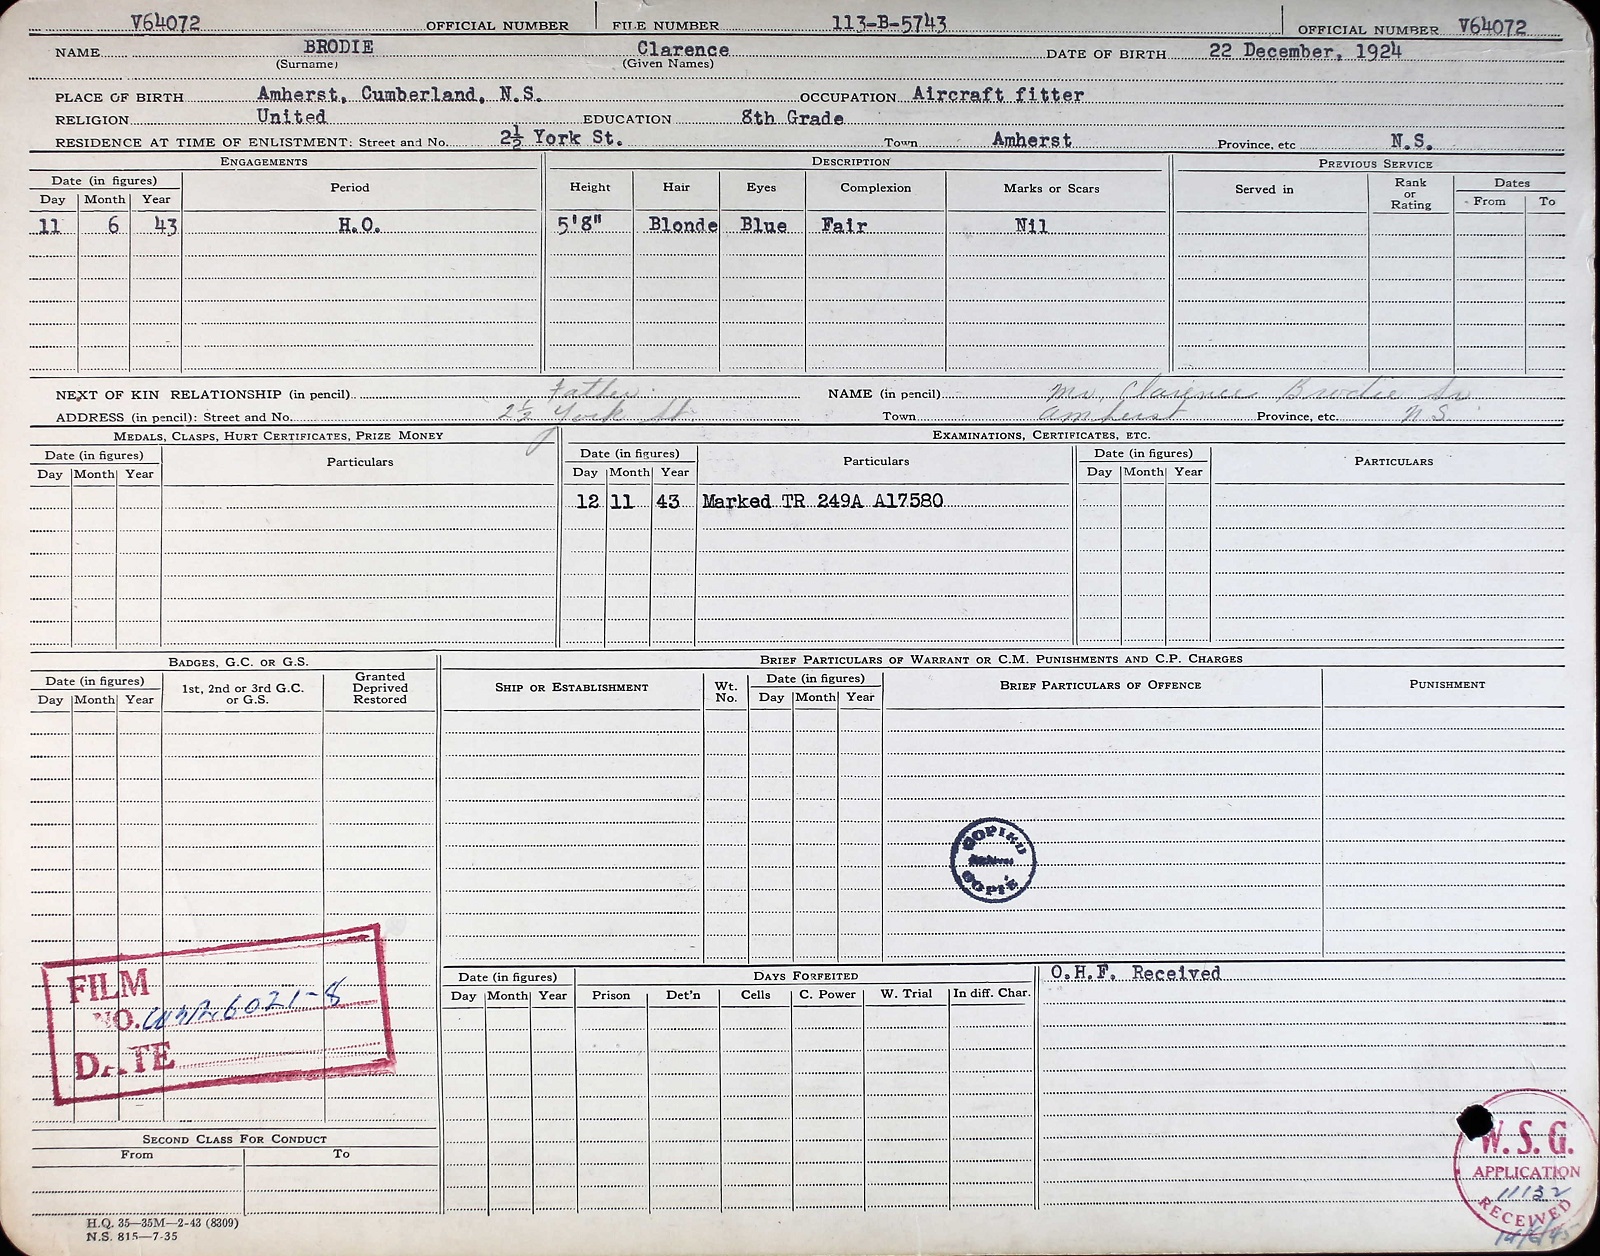 V64072 OFFICIAL NUMBER FILE NUMBER 113-B-5743 OFFICIAL NUMBER V64072
NAME BRODIE Clarence DATE OF BIRTH 22 December, 1924
(Surname) (Given Names)
PLACE OF BIRTH Amherst, Cumberland, N.S. OCCUPATION Aircraft fitter
RELIGION United EDUCATION 8th Grade
RESIDENCE AT TIME OF ENLISTMENT: Street and No. 2½ York St. Town Amherst Province, etc N.S.
ENGAGEMENTS DESCRIPTION PREVIOUS SERVICE
Date (in figures) Period Height Hair Eyes Complexion Marks or Scars Served in Rank or Rating Dates
Day Month Year From To
11 6 43 H.O. 5'8" Blonde Blue Fair Nil
NEXT OF KIN RELATIONSHIP (in pencil) Father NAME (in pencil) Mr. Clarence Brodie Sr
ADDRESS (in pencil): Street and No. 2½ York St. Town Amherst Province, etc. N.S.
MEDALS, CLASPS, HURT CERTIFICATES, PRIZE MONEY EXAMINATIONS, CERTIFICATES, ETC.
Date (in figures) Particulars Date (in figures) Particulars Date (in figures) PARTICULARS
Day Month Year Day Month Year Day Month Year
12 11 43 Marked TR 249A A17580
BADGES, G.C. OR G.S. BRIEF PARTICULARS OF WARRANT OR C.M. PUNISHMENTS AND C.P. CHARGES
Date (in figures) 1st, 2nd or 3rd G.C. or G.S. Granted Deprived Restored SHIP OR ESTABLISHMENT Wt. No. Date (in figures) BRIEF PARTICULARS OF OFFENCE PUNISHMENT
Day Month Year Day Month Year
COPIED
COPIÉ
FILM
NO. 6021-8
DATE
Date (in figures) DAYS FORFEITED O.H.F. Received
Day Month Year Prison Det'n Cells C. Power W. Trial In diff. Char.
SECOND CLASS FOR CONDUCT
From To
W.S.G.
APPLICATION
11132
RECEIVED
H.Q. 35—35M—2-43 (8309)
N.S. 815—7-35